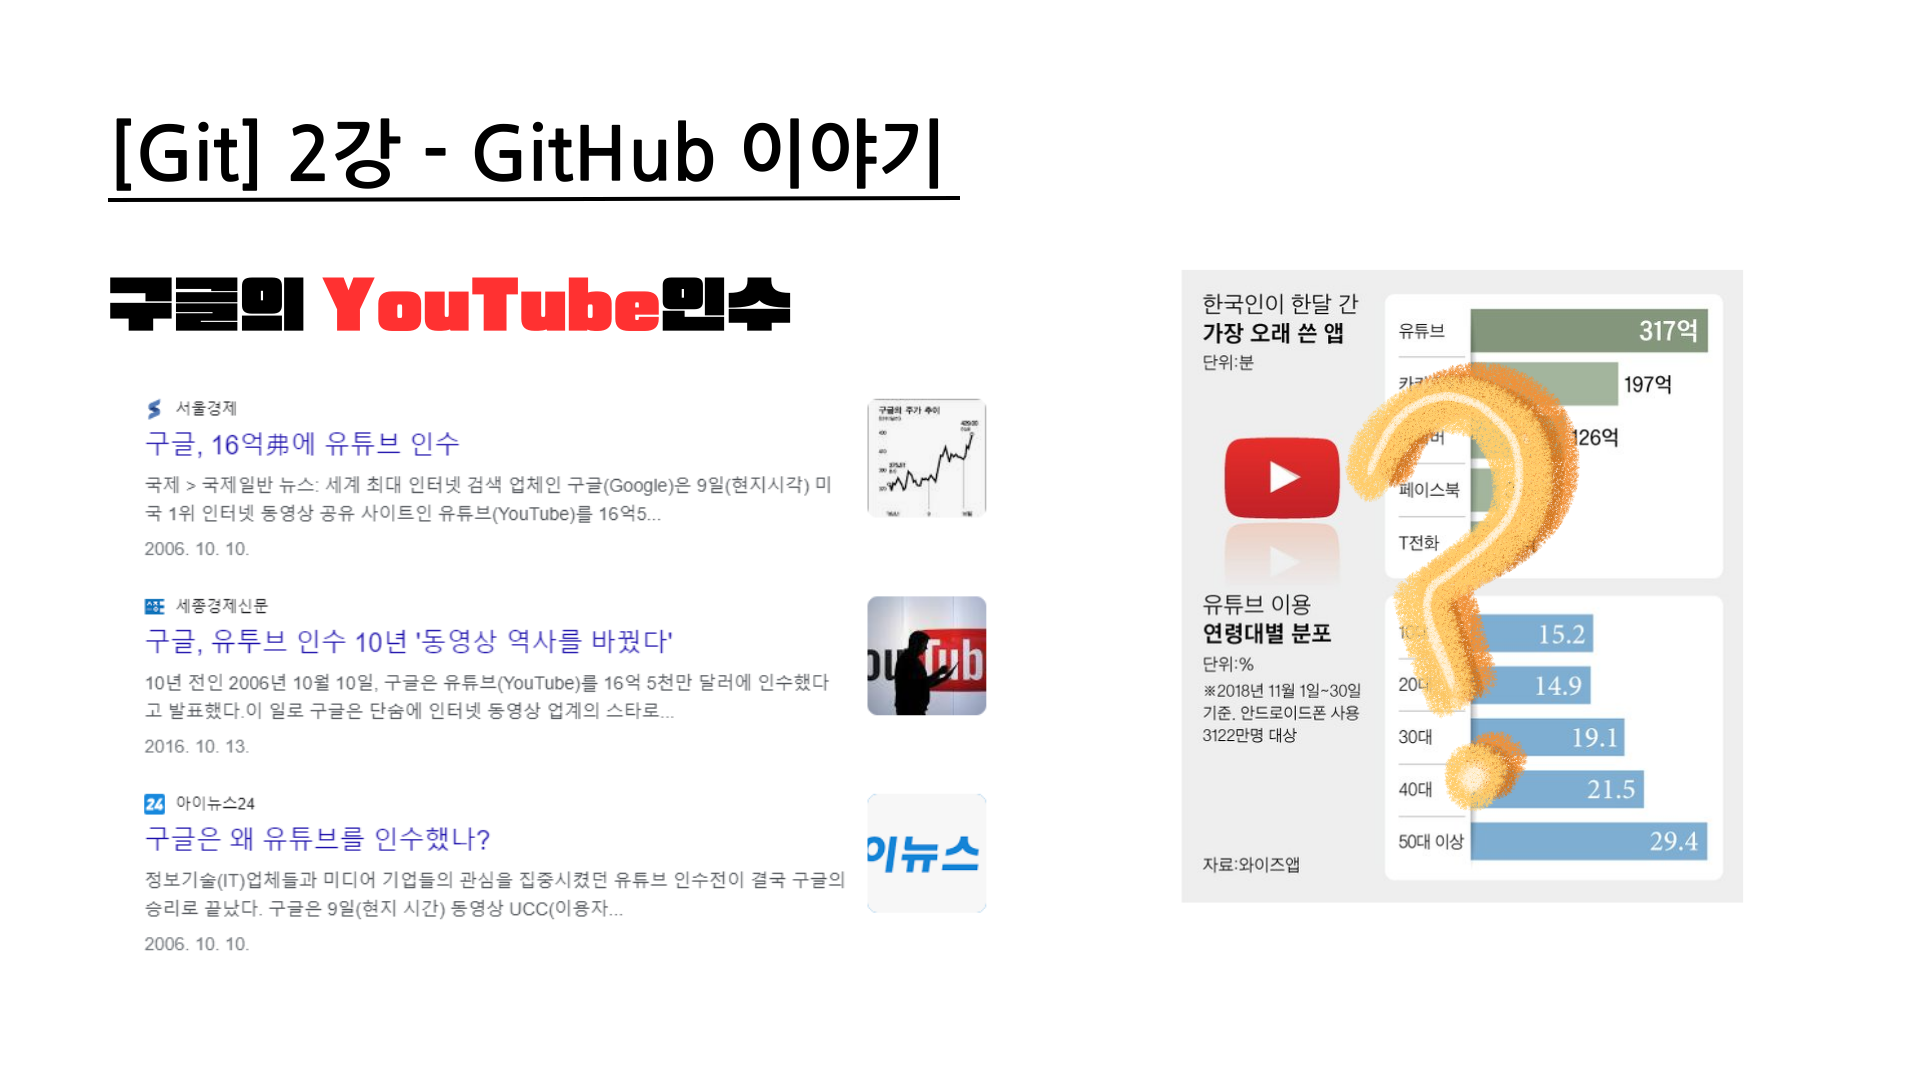 [Git] 2강 - GitHub 이야기
구글의 YouTube인수
서울경제
구글, 16억弗에 유튜브 인수
국제 > 국제일반 뉴스: 세계 최대 인터넷 검색 업체인 구글(Google)은 9일(현지시각) 미
국 1위 인터넷 동영상 공유 사이트인 유튜브(YouTube)를 16억5...
2006. 10. 10.
구글의 주가 추이
세종경제신문
구글, 유투브 인수 10년 '동영상 역사를 바꿨다'
10년 전인 2006년 10월 10일, 구글은 유튜브(YouTube)를 16억 5천만 달러에 인수했다
고 발표했다.이 일로 구글은 단숨에 인터넷 동영상 업계의 스타로...
2016. 10. 13.
ou Tub
24 아이뉴스24
구글은 왜 유튜브를 인수했나?
정보기술(IT)업체들과 미디어 기업들의 관심을 집중시켰던 유튜브 인수전이 결국 구글의
승리로 끝났다. 구글은 9일(현지 시간) 동영상 UCC(이용자...
2006. 10. 10.
이뉴스
한국인이 한달 간
가장 오래 쓴 앱
단위:분
유튜브 317억
197억
126억
페이스북
T전화
유튜브 이용
연령대별 분포
단위:%
※2018년 11월 1일~30일
기준, 안드로이드폰 사용
3122만명 대상
15.2
14.9
30대 19.1
40대 21.5
50대 이상 29.4
자료:와이즈앱
?